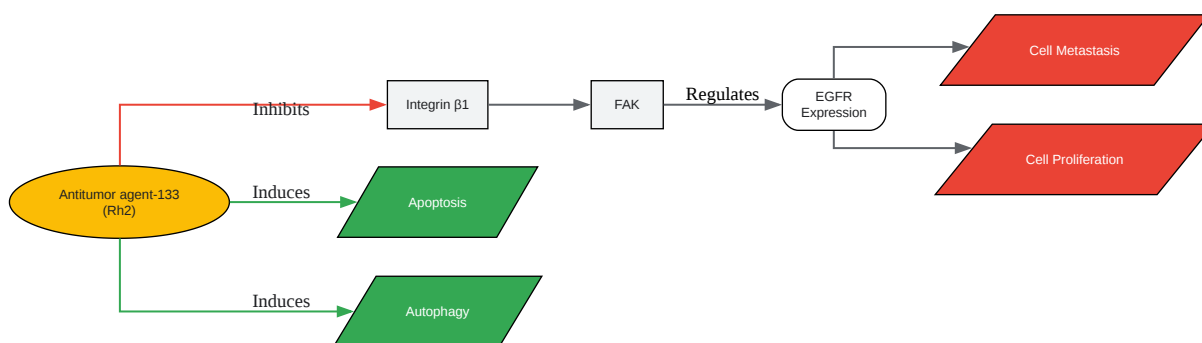 Cell Metastasis
Inhibits
Integrin β1
FAK
Regulates
EGFR
Expression
Cell Proliferation
Antitumor agent-133
(Rh2)
Induces
Apoptosis
Induces
Autophagy